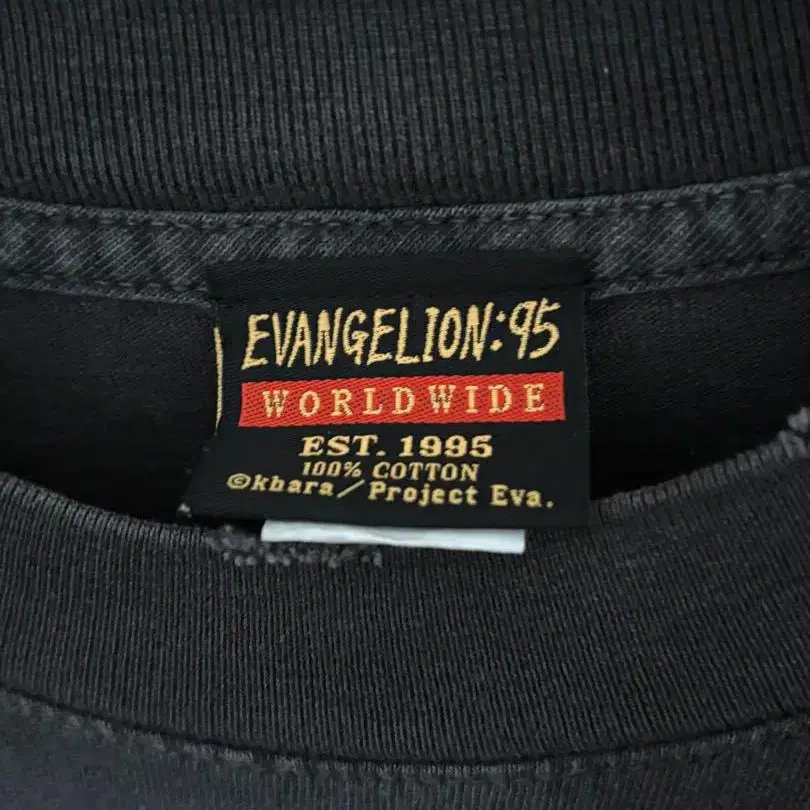 EVANGELION:95
WORLDWIDE
EST. 1995
100% COTTON
©khara/Project Eva.